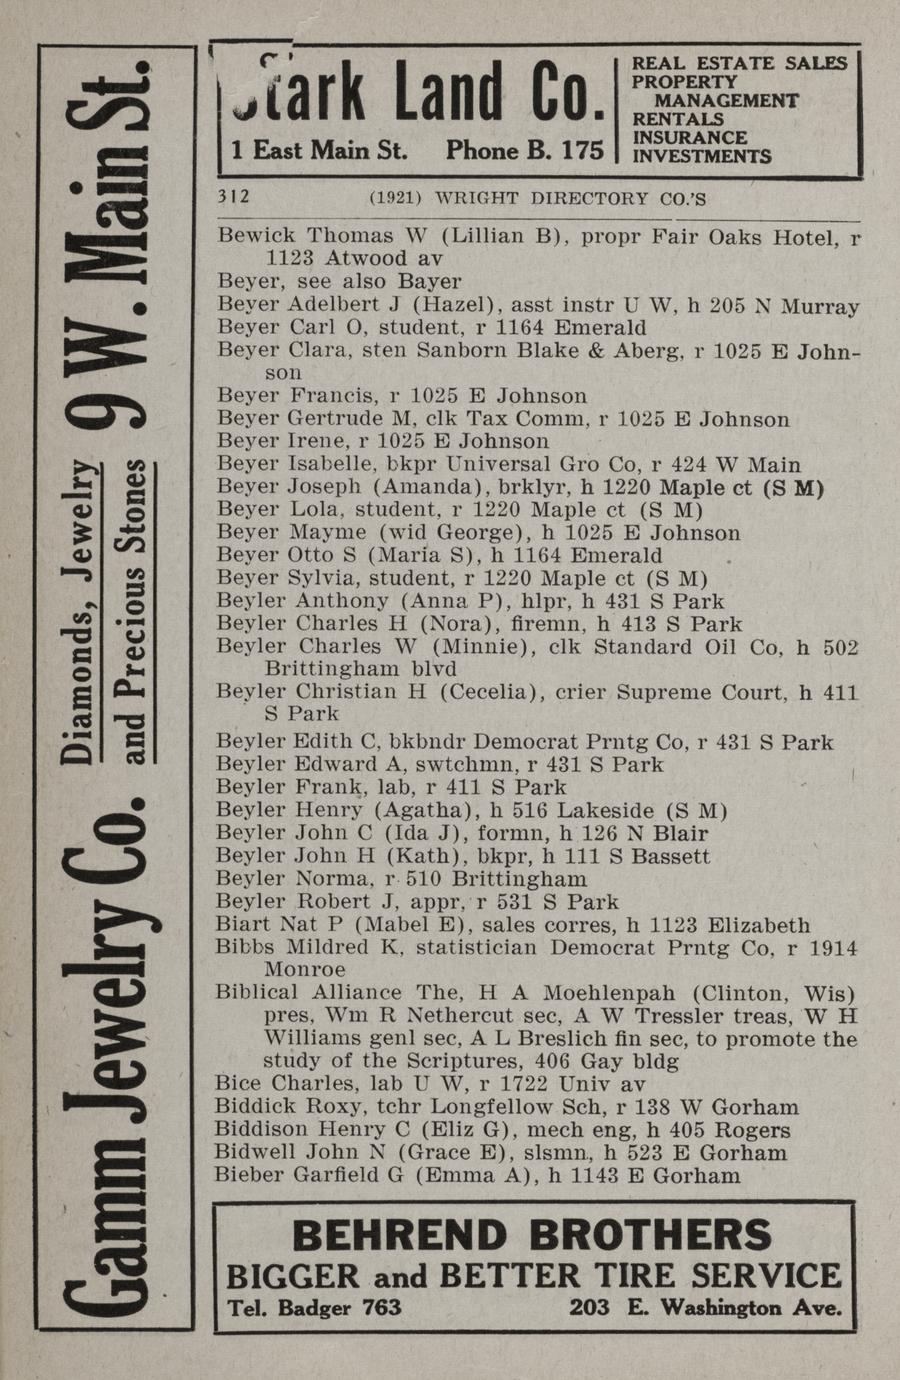 Stark Land Co.
1 East Main St. Phone B. 175
REAL ESTATE SALES
PROPERTY
MANAGEMENT
RENTALS
INSURANCE
INVESTMENTS
312 (1921) WRIGHT DIRECTORY CO.'S
Bewick Thomas W (Lillian B), propr Fair Oaks Hotel, r
1123 Atwood av
Beyer, see also Bayer
Beyer Adelbert J (Hazel), asst instr U W, h 205 N Murray
Beyer Carl O, student, r 1164 Emerald
Beyer Clara, sten Sanborn Blake & Aberg, r 1025 E John-
son
Beyer Francis, r 1025 E Johnson
Beyer Gertrude M, clk Tax Comm, r 1025 E Johnson
Beyer Irene, r 1025 E Johnson
Beyer Isabelle, bkpr Universal Gro Co, r 424 W Main
Beyer Joseph (Amanda), brklyr, h 1220 Maple ct (S M)
Beyer Lola, student, r 1220 Maple ct (S M)
Beyer Mayme (wid George), h 1025 E Johnson
Beyer Otto S (Maria S), h 1164 Emerald
Beyer Sylvia, student, r 1220 Maple ct (S M)
Beyler Anthony (Anna P), hlpr, h 431 S Park
Beyler Charles H (Nora), firemn, h 413 S Park
Beyler Charles W (Minnie), clk Standard Oil Co, h 502
Brittingham blvd
Beyler Christian H (Cecelia), crier Supreme Court, h 411
S Park
Beyler Edith C, bkbndr Democrat Prntg Co, r 431 S Park
Beyler Edward A, swtchmn, r 431 S Park
Beyler Frank, lab, r 411 S Park
Beyler Henry (Agatha), h 516 Lakeside (S M)
Beyler John C (Ida J), formn, h 126 N Blair
Beyler John H (Kath), bkpr, h 111 S Bassett
Beyler Norma, r 510 Brittingham
Beyler Robert J, appr, r 531 S Park
Biart Nat P (Mabel E), sales corres, h 1123 Elizabeth
Bibbs Mildred K, statistician Democrat Prntg Co, r 1914
Monroe
Biblical Alliance The, H A Moehlenpah (Clinton, Wis)
pres, Wm R Nethercut sec, A W Tressler treas, W H
Williams genl sec, A L Breslich fin sec, to promote the
study of the Scriptures, 406 Gay bldg
Bice Charles, lab U W, r 1722 Univ av
Biddick Roxy, tchr Longfellow Sch, r 138 W Gorham
Biddison Henry C (Eliz G), mech eng, h 405 Rogers
Bidwell John N (Grace E), slsmn, h 523 E Gorham
Bieber Garfield G (Emma A), h 1143 E Gorham
BEHREND BROTHERS
BIGGER and BETTER TIRE SERVICE
Tel. Badger 763 203 E. Washington Ave.
Gamm Jewelry Co.
Diamonds, Jewelry
and Precious Stones
9 W. Main St.